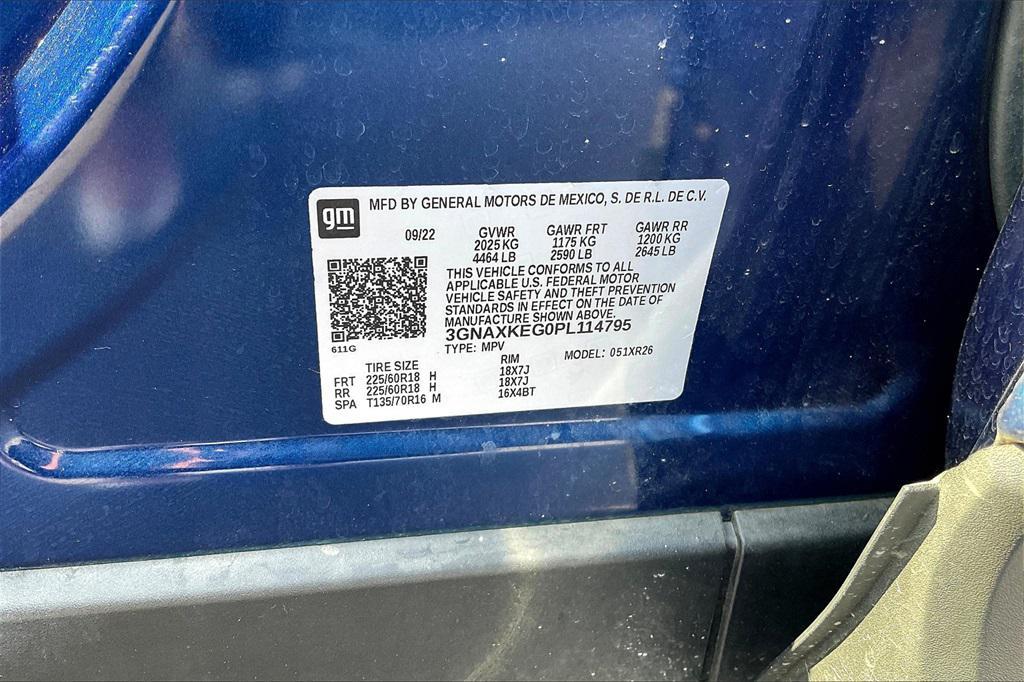 gm
MFD BY GENERAL MOTORS DE MEXICO, S. DE R.L. DE C.V.
09/22 GVWR GAWR FRT GAWR RR
2025 KG 1175 KG 1200 KG
4464 LB 2590 LB 2645 LB
THIS VEHICLE CONFORMS TO ALL
APPLICABLE U.S. FEDERAL MOTOR
VEHICLE SAFETY AND THEFT PREVENTION
STANDARDS IN EFFECT ON THE DATE OF
MANUFACTURE SHOWN ABOVE.
3GNAXKEG0PL114795
611G
TYPE: MPV MODEL: 051XR26
TIRE SIZE RIM
FRT 225/60R18 H 18X7J
RR 225/60R18 H 18X7J
SPA T135/70R16 M 16X4BT